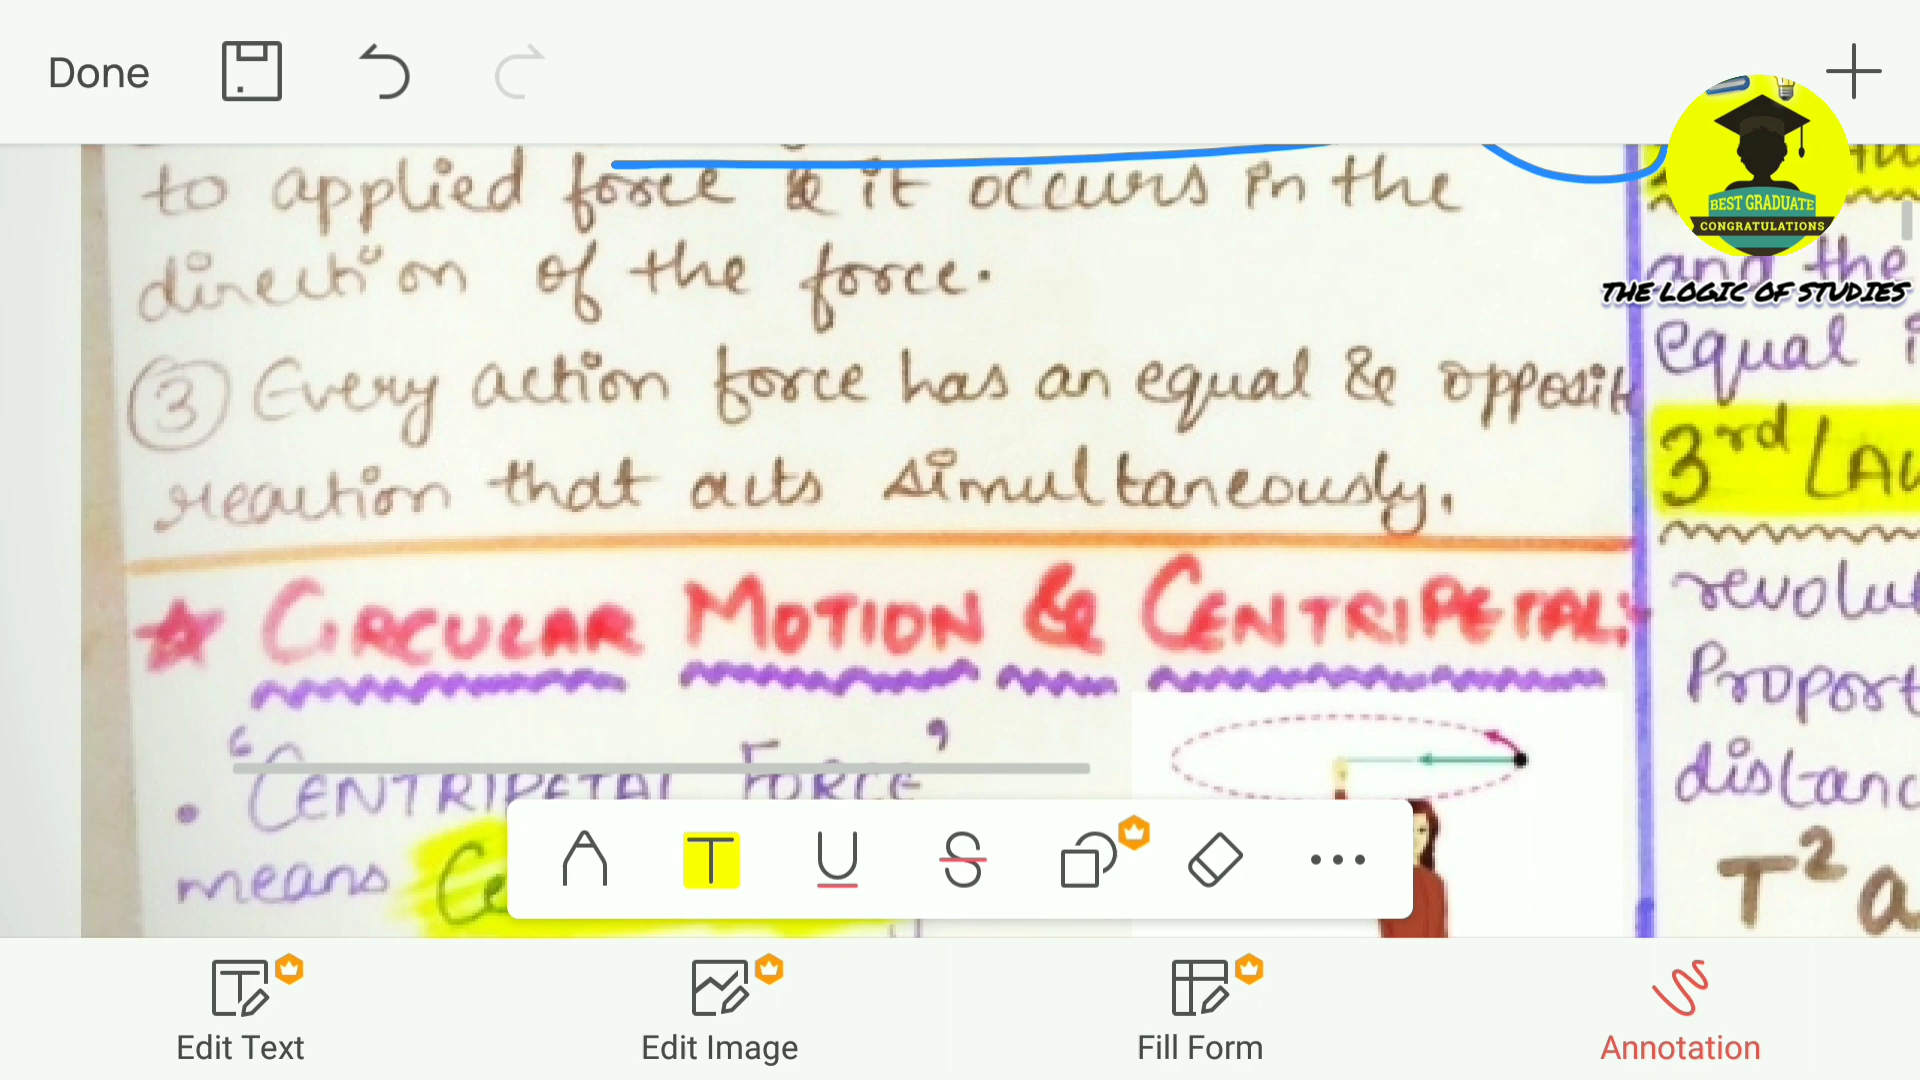 Done
BEST GRADUATE
CONGRATULATIONS
THE LOGIC OF STUDIES
to applied force & it occurs in the
direction of the force.
③ Every action force has an equal & opposit
reaction that acts simultaneously.
★ CIRCULAR MOTION & CENTRIPETAL:
• "CENTRIPETAL FORCE"
means Ce
and the
equal i
3rd LAW
revolut
Proport
distanc
T² a
Edit Text
Edit Image
Fill Form
Annotation